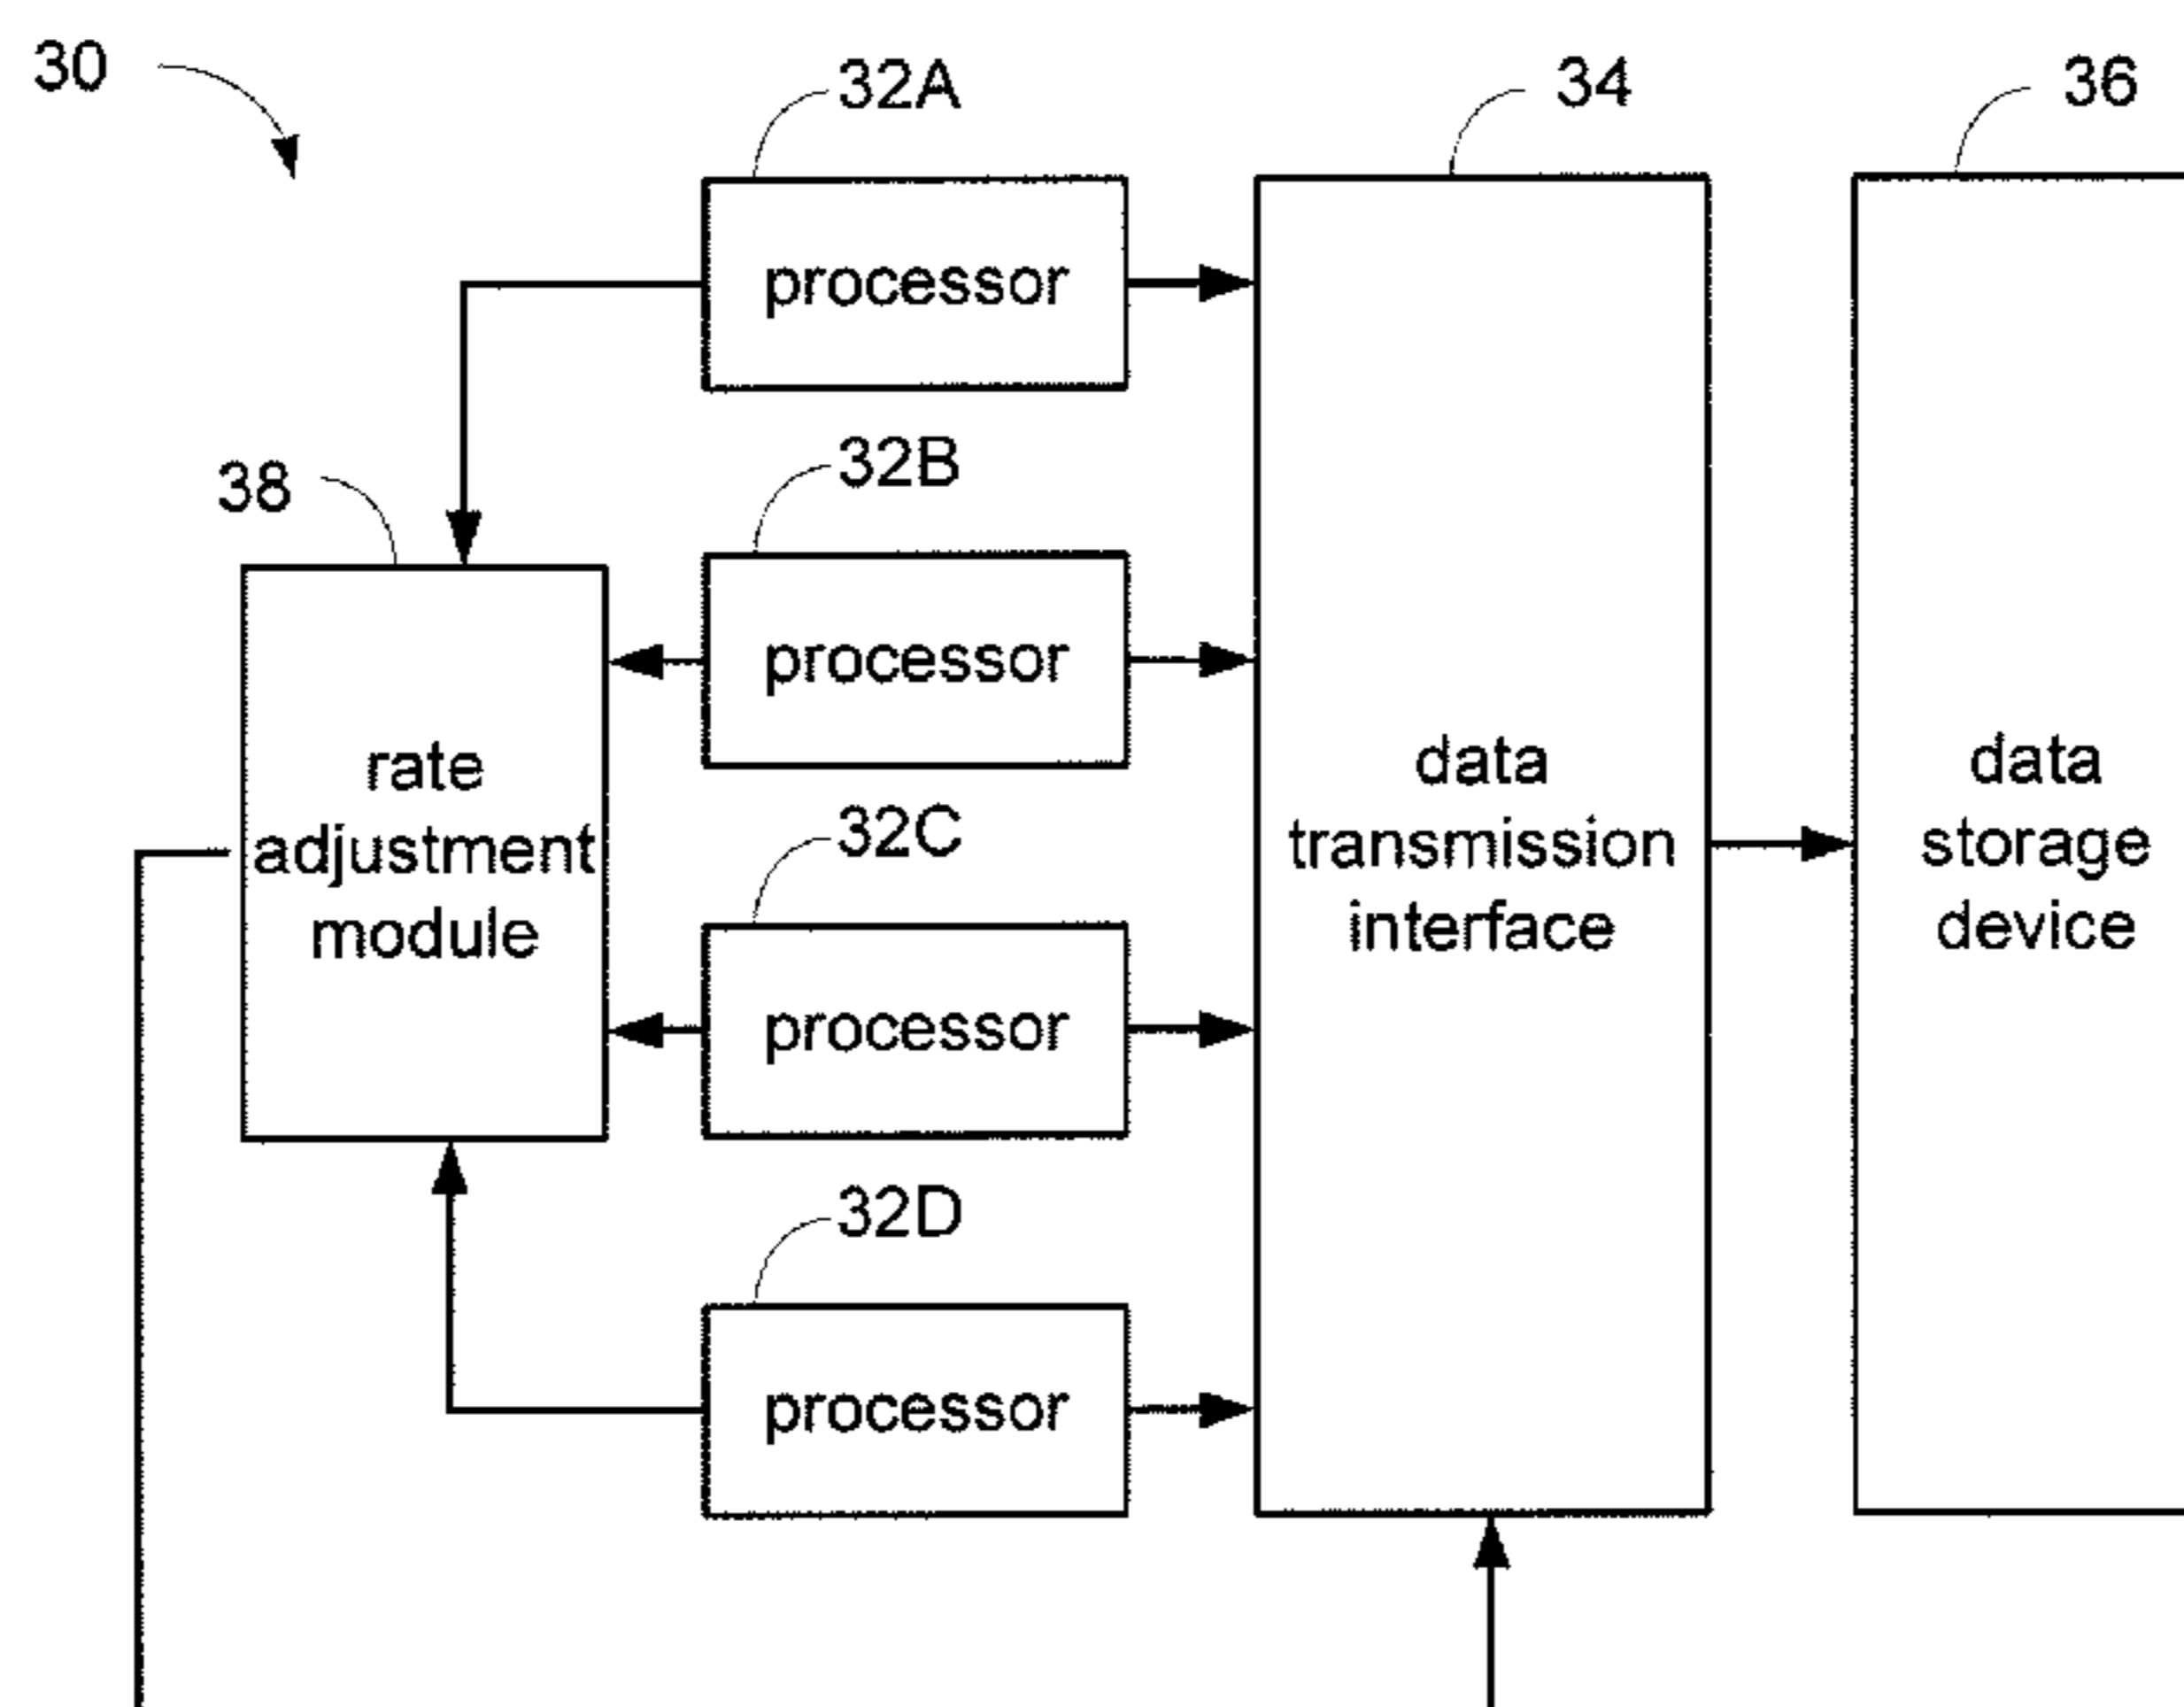 30
32A
34
36
processor
32B
38
processor
rate
adjustment
module
data
transmission
interface
data
storage
device
32C
processor
32D
processor